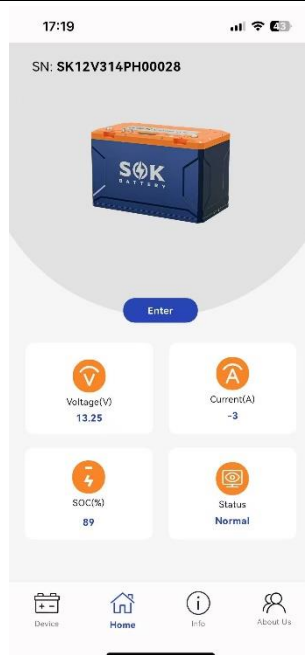 17:19
43
SN: SK12V314PH00028
SOK
BATTERY
Enter
Voltage(V)
13.25
Current(A)
-3
SOC(%)
89
Status
Normal
Device
Home
Info
About Us